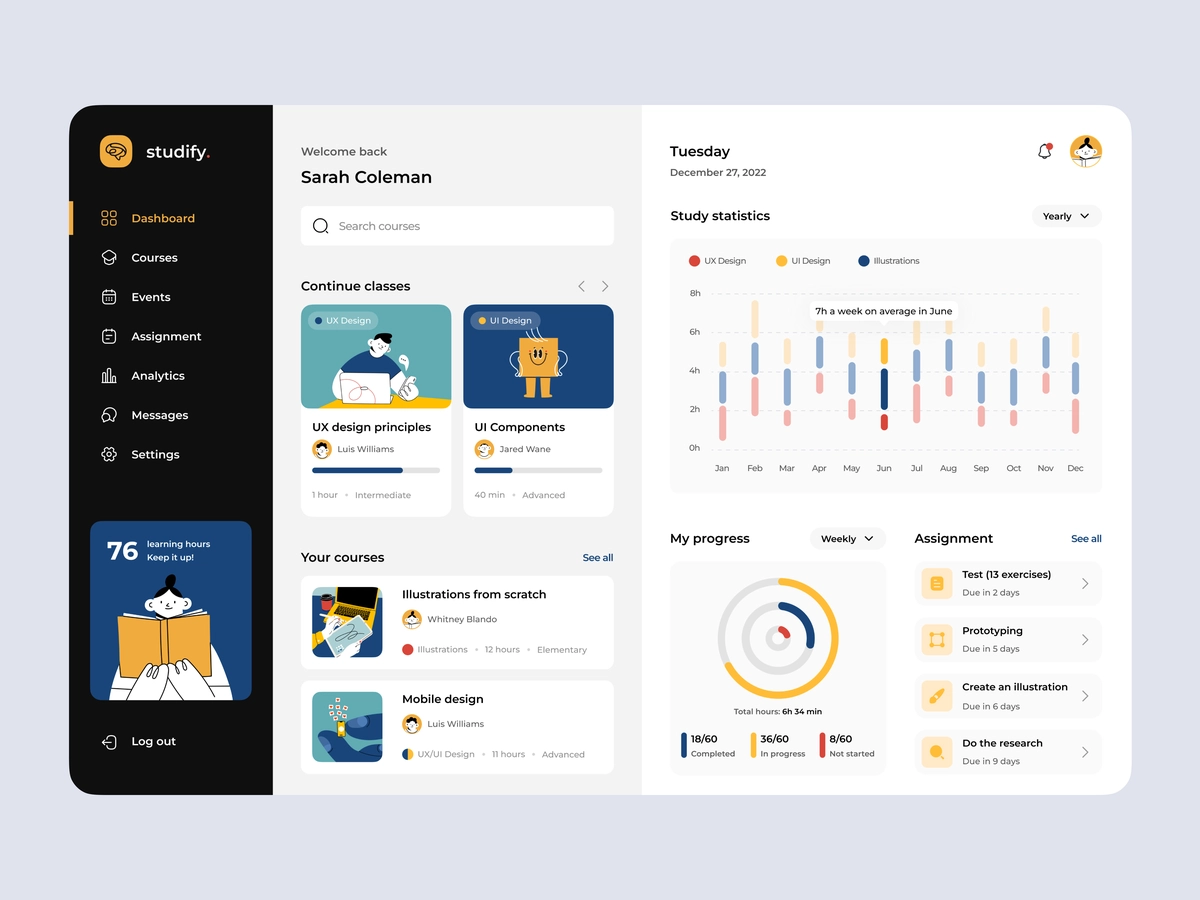 studify.
Dashboard
Courses
Events
Assignment
Analytics
Messages
Settings
76
learning hours
Keep it up!
Log out
Welcome back
Sarah Coleman
Search courses
Continue classes
UX Design
UX design principles
Luis Williams
1 hour • Intermediate
UI Design
UI Components
Jared Wane
40 min • Advanced
Your courses
See all
Illustrations from scratch
Whitney Blando
Illustrations • 12 hours • Elementary
Mobile design
Luis Williams
UX/UI Design • 11 hours • Advanced
Tuesday
December 27, 2022
Study statistics
Yearly
UX Design
UI Design
Illustrations
8h
6h
4h
2h
0h
7h a week on average in June
Jan Feb Mar Apr May Jun Jul Aug Sep Oct Nov Dec
My progress
Weekly
Total hours: 6h 34 min
18/60
Completed
36/60
In progress
8/60
Not started
Assignment
See all
Test (13 exercises)
Due in 2 days
Prototyping
Due in 5 days
Create an illustration
Due in 6 days
Do the research
Due in 9 days